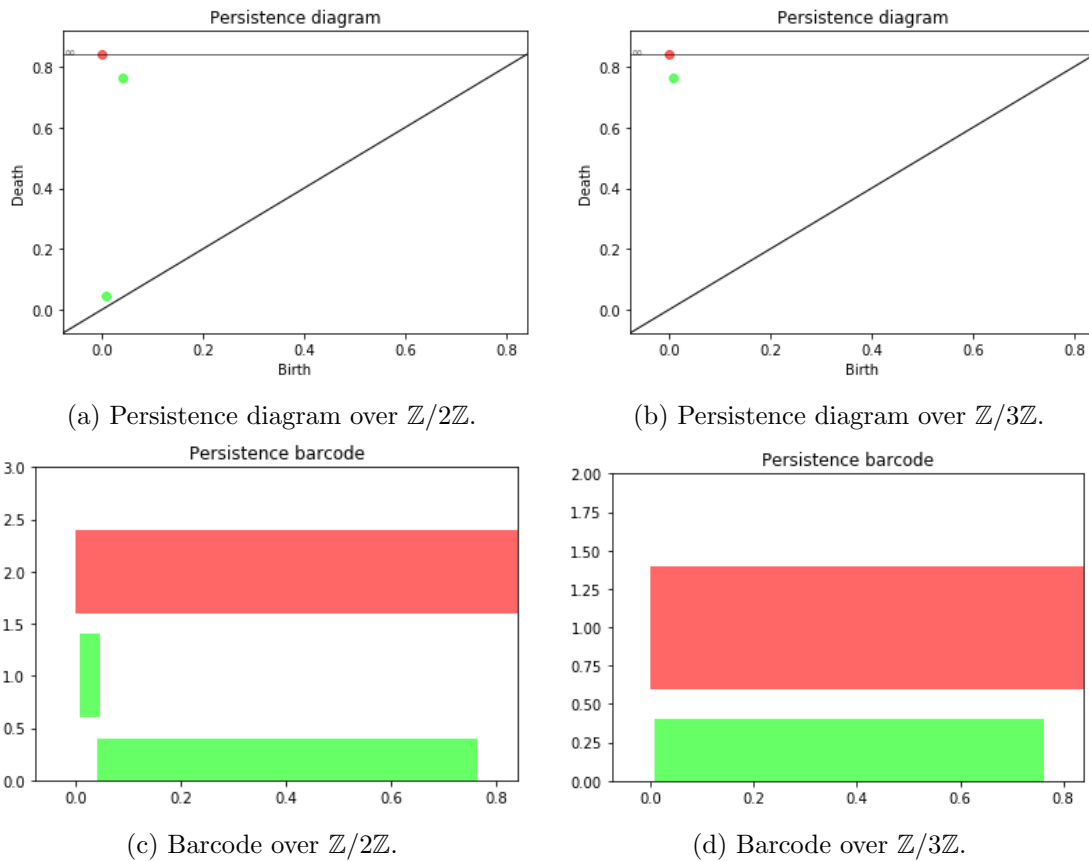 Persistence diagram
∞
0.8
0.6
0.4
0.2
0.0
Death
0.0 0.2 0.4 0.6 0.8
Birth
(a) Persistence diagram over ℤ/2ℤ.
Persistence diagram
∞
0.8
0.6
0.4
0.2
0.0
Death
0.0 0.2 0.4 0.6 0.8
Birth
(b) Persistence diagram over ℤ/3ℤ.
Persistence barcode
3.0
2.5
2.0
1.5
1.0
0.5
0.0
0.0 0.2 0.4 0.6 0.8
(c) Barcode over ℤ/2ℤ.
Persistence barcode
2.00
1.75
1.50
1.25
1.00
0.75
0.50
0.25
0.00
0.0 0.2 0.4 0.6 0.8
(d) Barcode over ℤ/3ℤ.